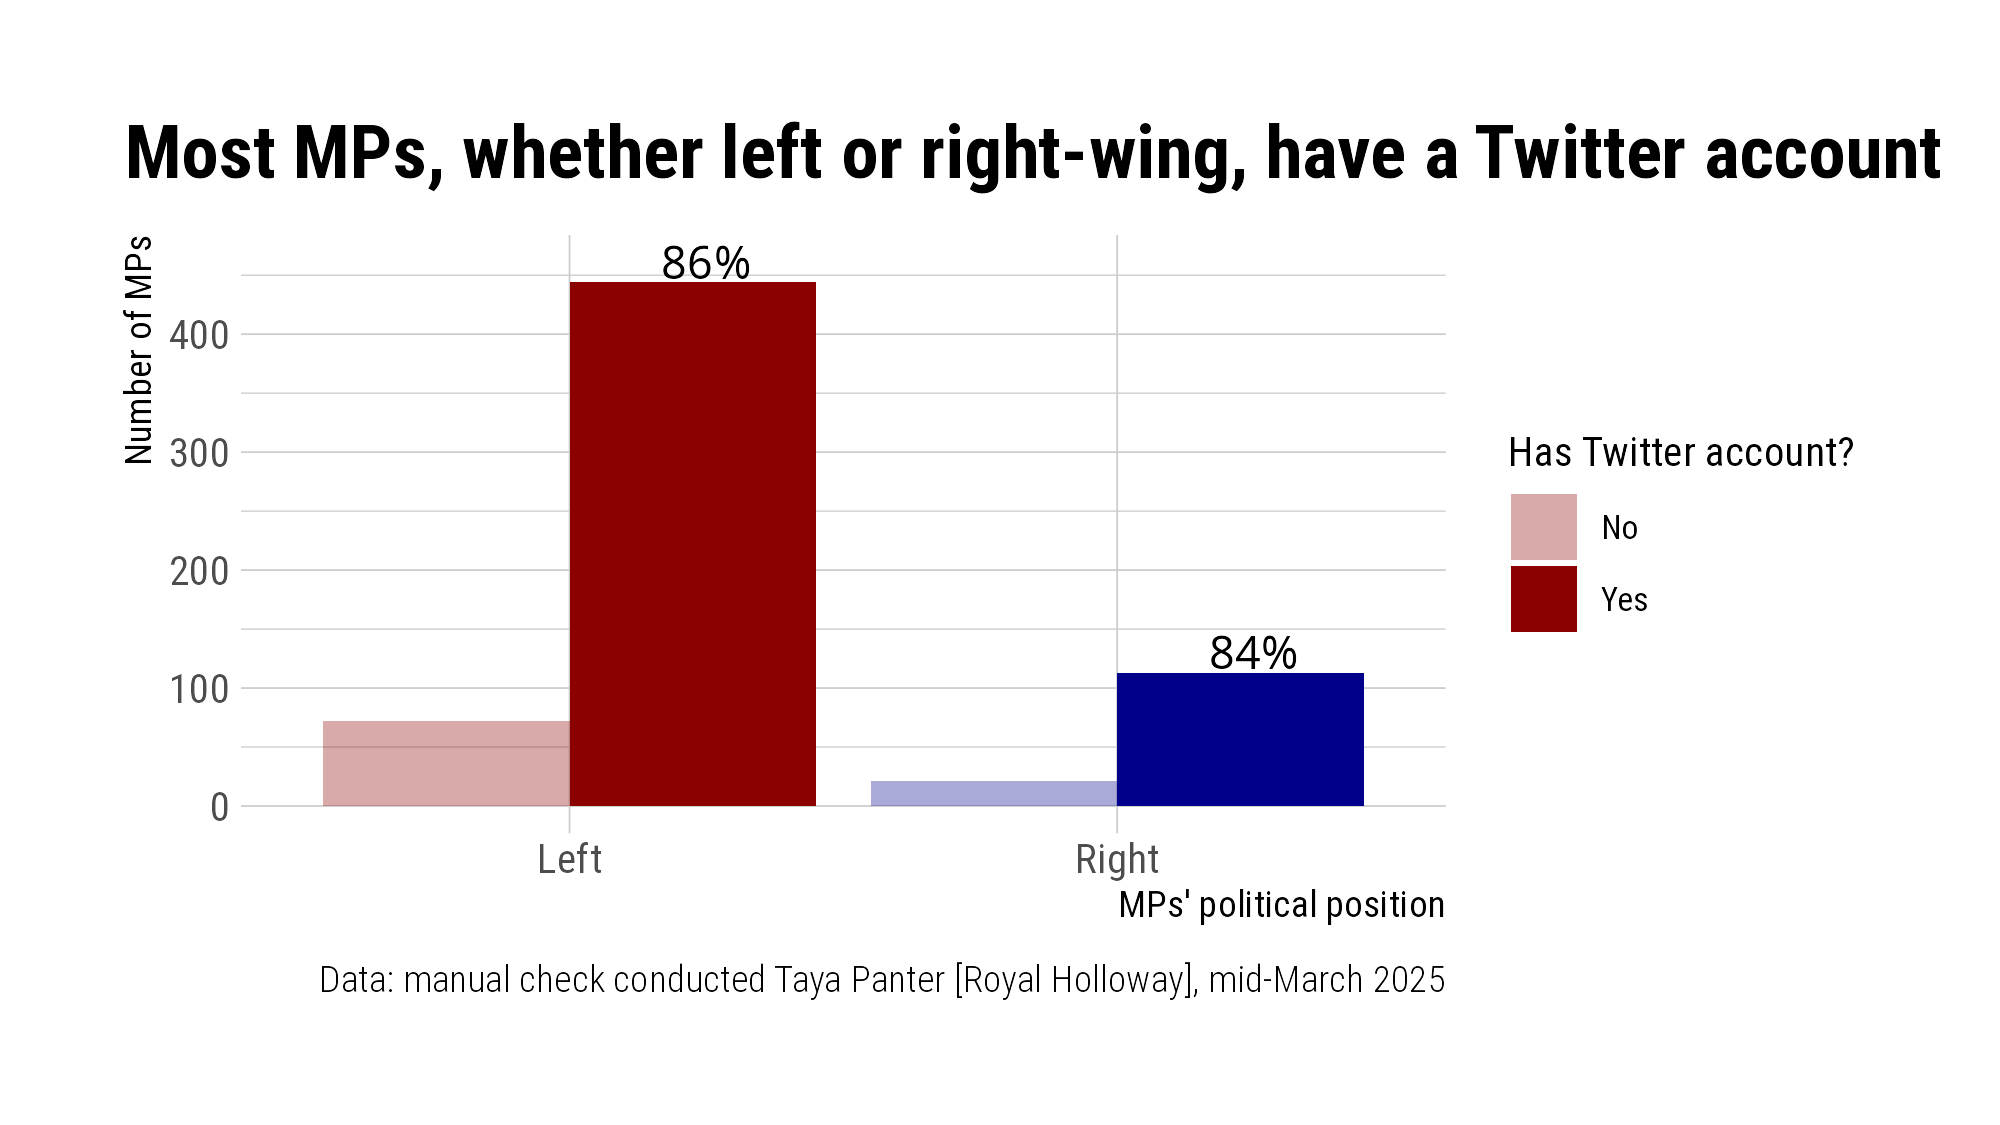 Most MPs, whether left or right-wing, have a Twitter account
Number of MPs
86%
400
300
200
84%
100
0
Left
Right
MPs' political position
Has Twitter account?
No
Yes
Data: manual check conducted Taya Panter [Royal Holloway], mid-March 2025